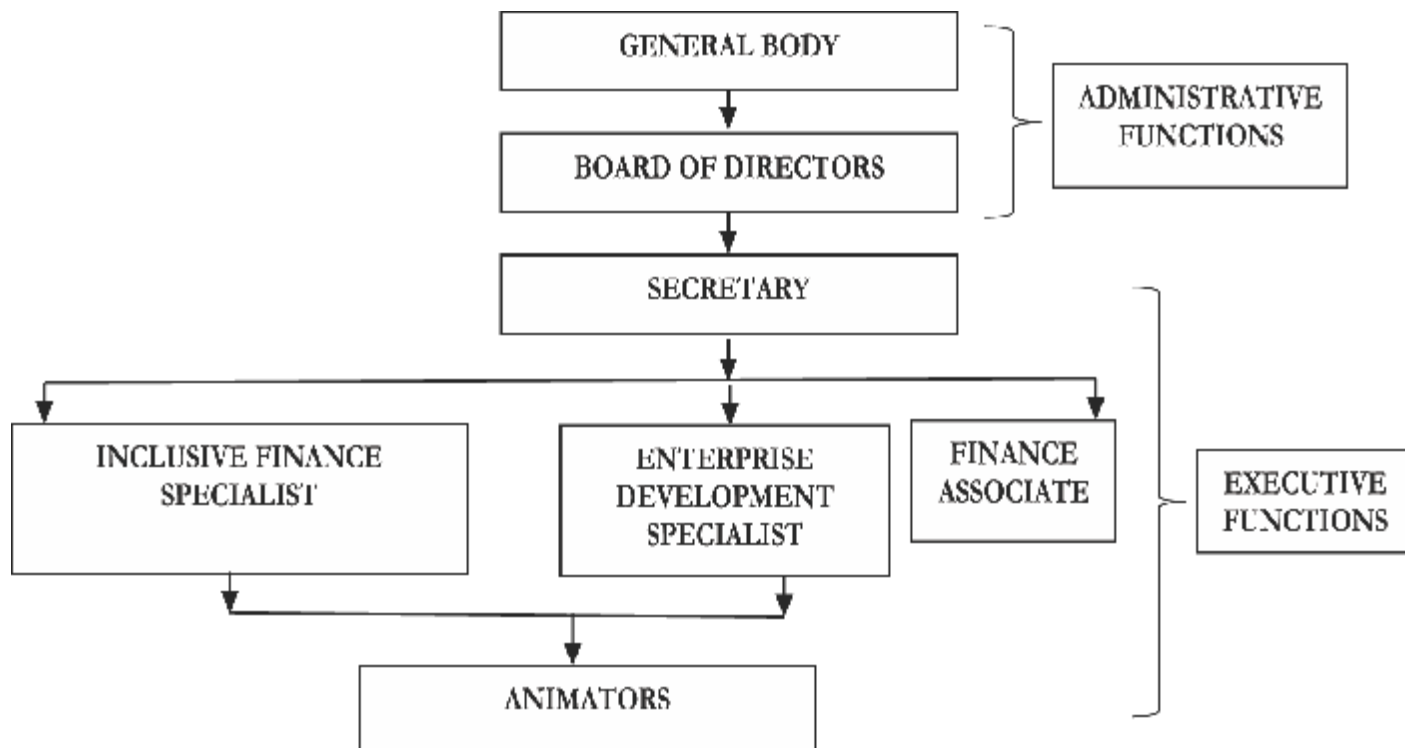 GENERAL BODY
ADMINISTRATIVE
FUNCTIONS
BOARD OF DIRECTORS
SECRETARY
INCLUSIVE FINANCE
SPECIALIST
ENTERPRISE
DEVELOPMENT
SPECIALIST
FINANCE
ASSOCIATE
EXECUTIVE
FUNCTIONS
ANIMATORS